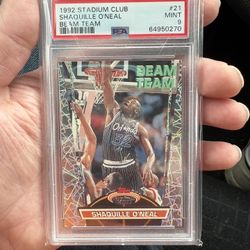 1992 STADIUM CLUB #21
SHAQUILLE O'NEAL MINT
BEAM TEAM 9
PSA 64950270
BEAM
TEAM
Orlando
32
SHAQUILLE O'NEAL